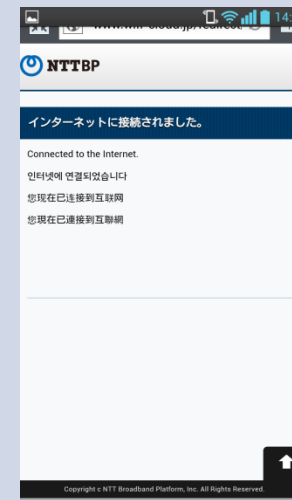 14:
NTTBP
インターネットに接続されました。
Connected to the Internet.
인터넷에 연결되었습니다
您现在已连接到互联网
您現在已連接到互聯網
Copyright c NTT Broadband Platform, Inc. All Rights Reserved.